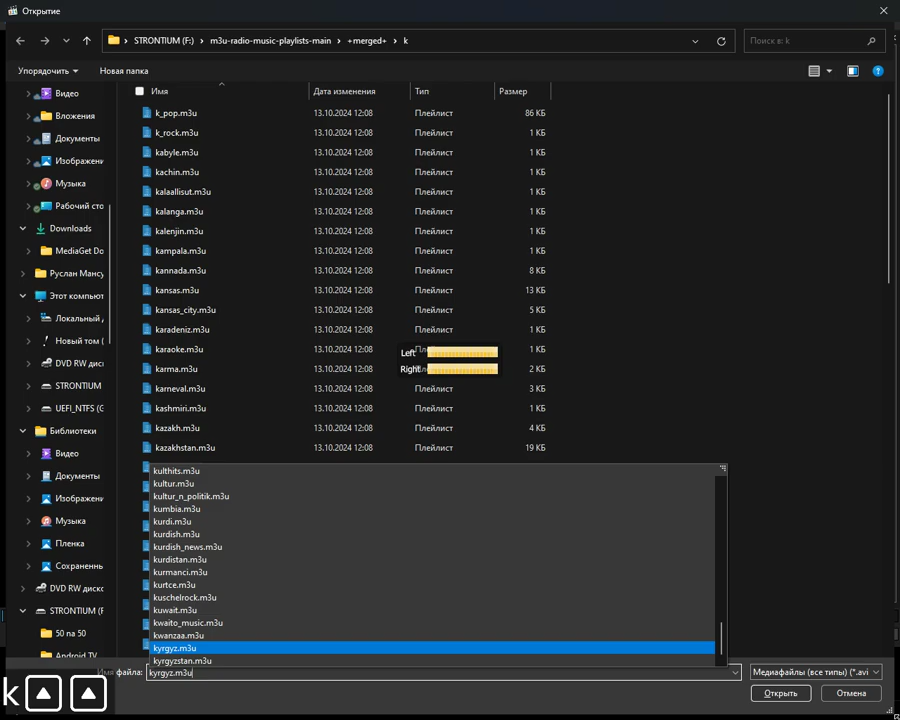 Открытие
STRONTIUM (F:) > m3u-radio-music-playlists-main > +merged+ > k
Поиск в: k
Упорядочить
Новая папка
Имя
Дата изменения
Тип
Размер
k_pop.m3u 13.10.2024 12:08 Плейлист 86 КБ
k_rock.m3u 13.10.2024 12:08 Плейлист 1 КБ
kabyle.m3u 13.10.2024 12:08 Плейлист 1 КБ
kachin.m3u 13.10.2024 12:08 Плейлист 1 КБ
kalaallisut.m3u 13.10.2024 12:08 Плейлист 1 КБ
kalanga.m3u 13.10.2024 12:08 Плейлист 1 КБ
kalenjin.m3u 13.10.2024 12:08 Плейлист 1 КБ
kampala.m3u 13.10.2024 12:08 Плейлист 1 КБ
kannada.m3u 13.10.2024 12:08 Плейлист 8 КБ
kansas.m3u 13.10.2024 12:08 Плейлист 13 КБ
kansas_city.m3u 13.10.2024 12:08 Плейлист 5 КБ
karadeniz.m3u 13.10.2024 12:08 Плейлист 1 КБ
karaoke.m3u 13.10.2024 12:08 1 КБ
karma.m3u 13.10.2024 12:08 2 КБ
karneval.m3u 13.10.2024 12:08 Плейлист 3 КБ
kashmiri.m3u 13.10.2024 12:08 Плейлист 1 КБ
kazakh.m3u 13.10.2024 12:08 Плейлист 4 КБ
kazakhstan.m3u 13.10.2024 12:08 Плейлист 19 КБ
Left
Right
Видео
Вложения
Документы
Изображени
Музыка
Рабочий сто
Downloads
MediaGet Do
Руслан Мансу
Этот компьют
Локальный
Новый том (
DVD RW диск
STRONTIUM
UEFI_NTFS (G
Библиотеки
Видео
Документы
Изображени
Музыка
Пленка
Сохраненны
DVD RW диско
STRONTIUM (F
50 na 50
Android TV
kulthits.m3u
kultur.m3u
kultur_n_politik.m3u
kumbia.m3u
kurdi.m3u
kurdish.m3u
kurdish_news.m3u
kurdistan.m3u
kurmanci.m3u
kurtce.m3u
kuschelrock.m3u
kuwait.m3u
kwaito_music.m3u
kwanzaa.m3u
kyrgyz.m3u
kyrgyzstan.m3u
Имя файла: kyrgyz.m3u
Медиафайлы (все типы) (*.avi
Открыть
Отмена
k